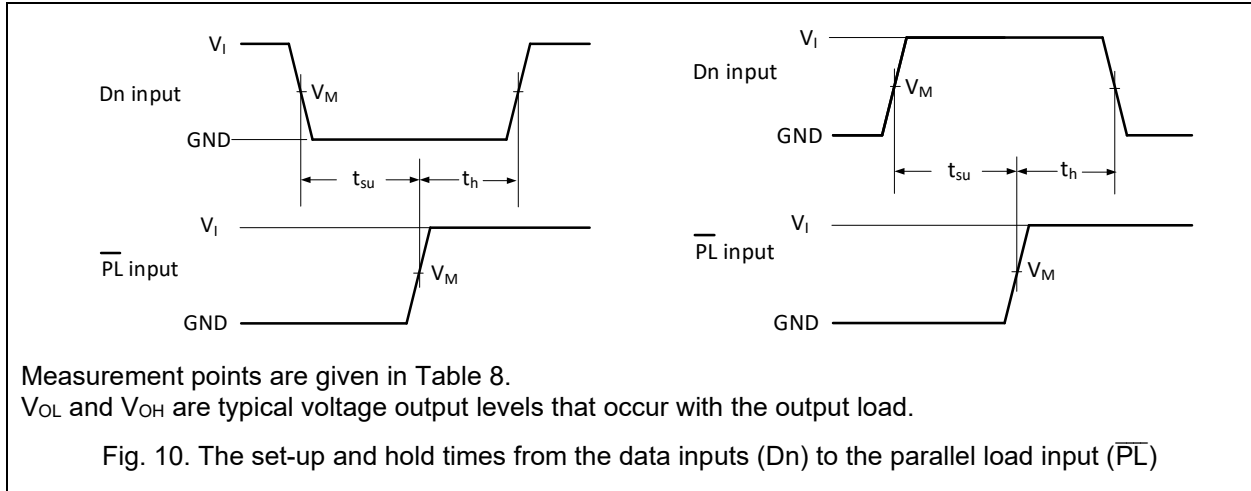 V_I
Dn input
V_M
GND
t_su
t_h
V_I
P̅L̅ input
V_M
GND
V_I
Dn input
V_M
GND
t_su
t_h
V_I
P̅L̅ input
V_M
GND
Measurement points are given in Table 8.
V_OL and V_OH are typical voltage output levels that occur with the output load.
Fig. 10. The set-up and hold times from the data inputs (Dn) to the parallel load input (P̅L̅)